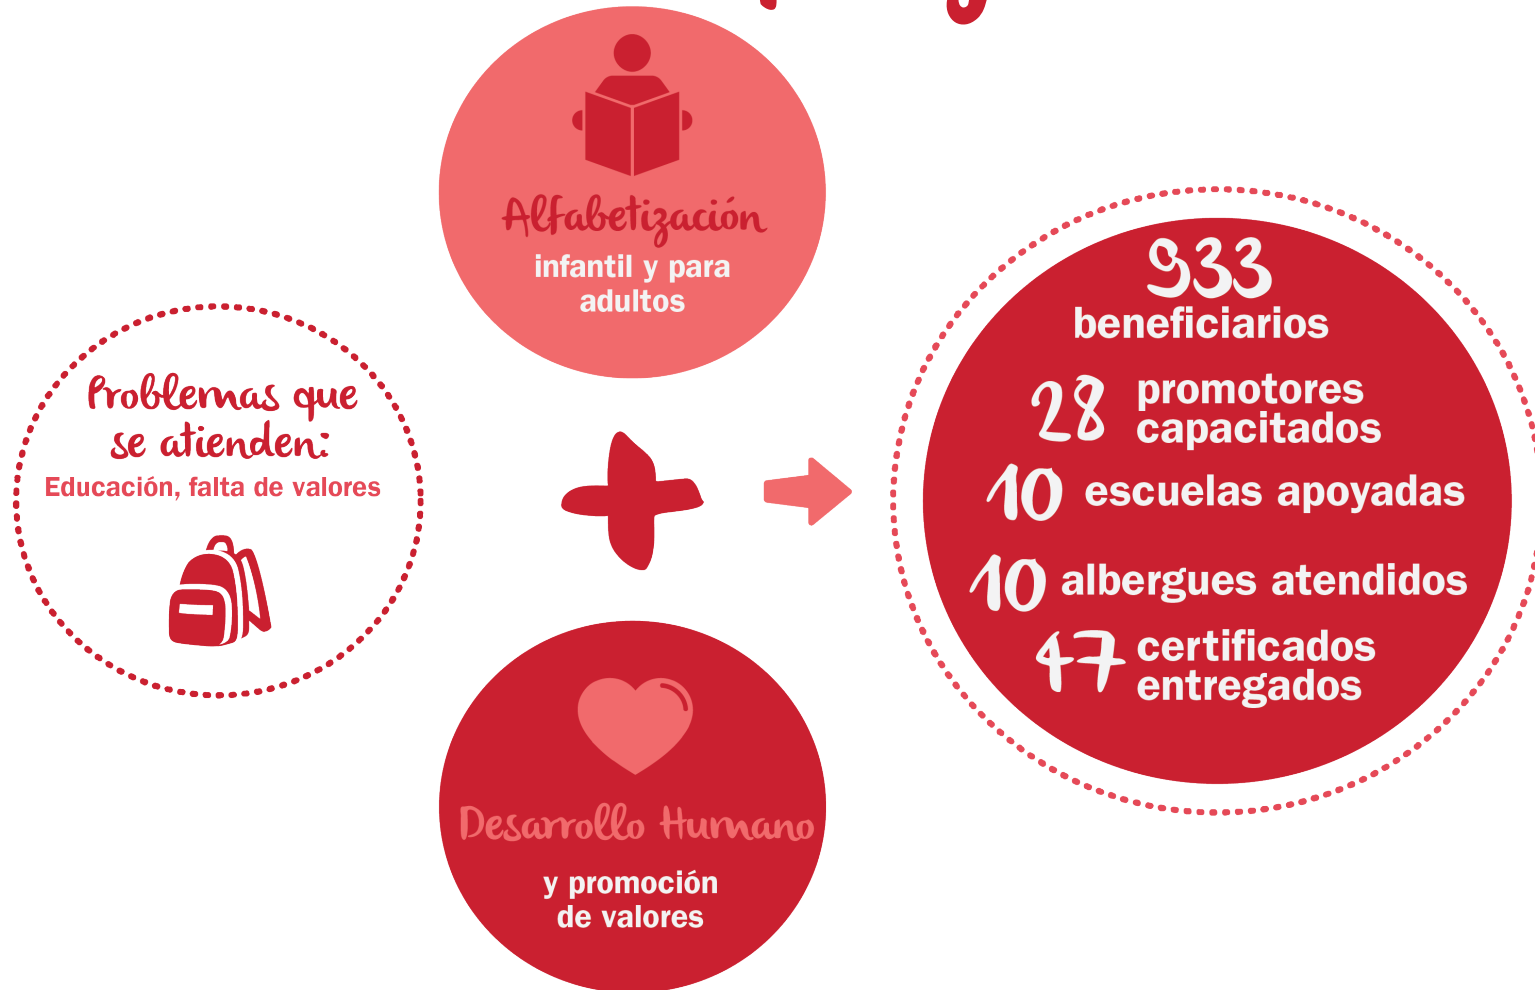 Problemas que
se atienden:
Educación, falta de valores
Alfabetización
infantil y para
adultos
Desarrollo Humano
y promoción
de valores
933
beneficiarios
28 promotores
capacitados
10 escuelas apoyadas
10 albergues atendidos
47 certificados
entregados